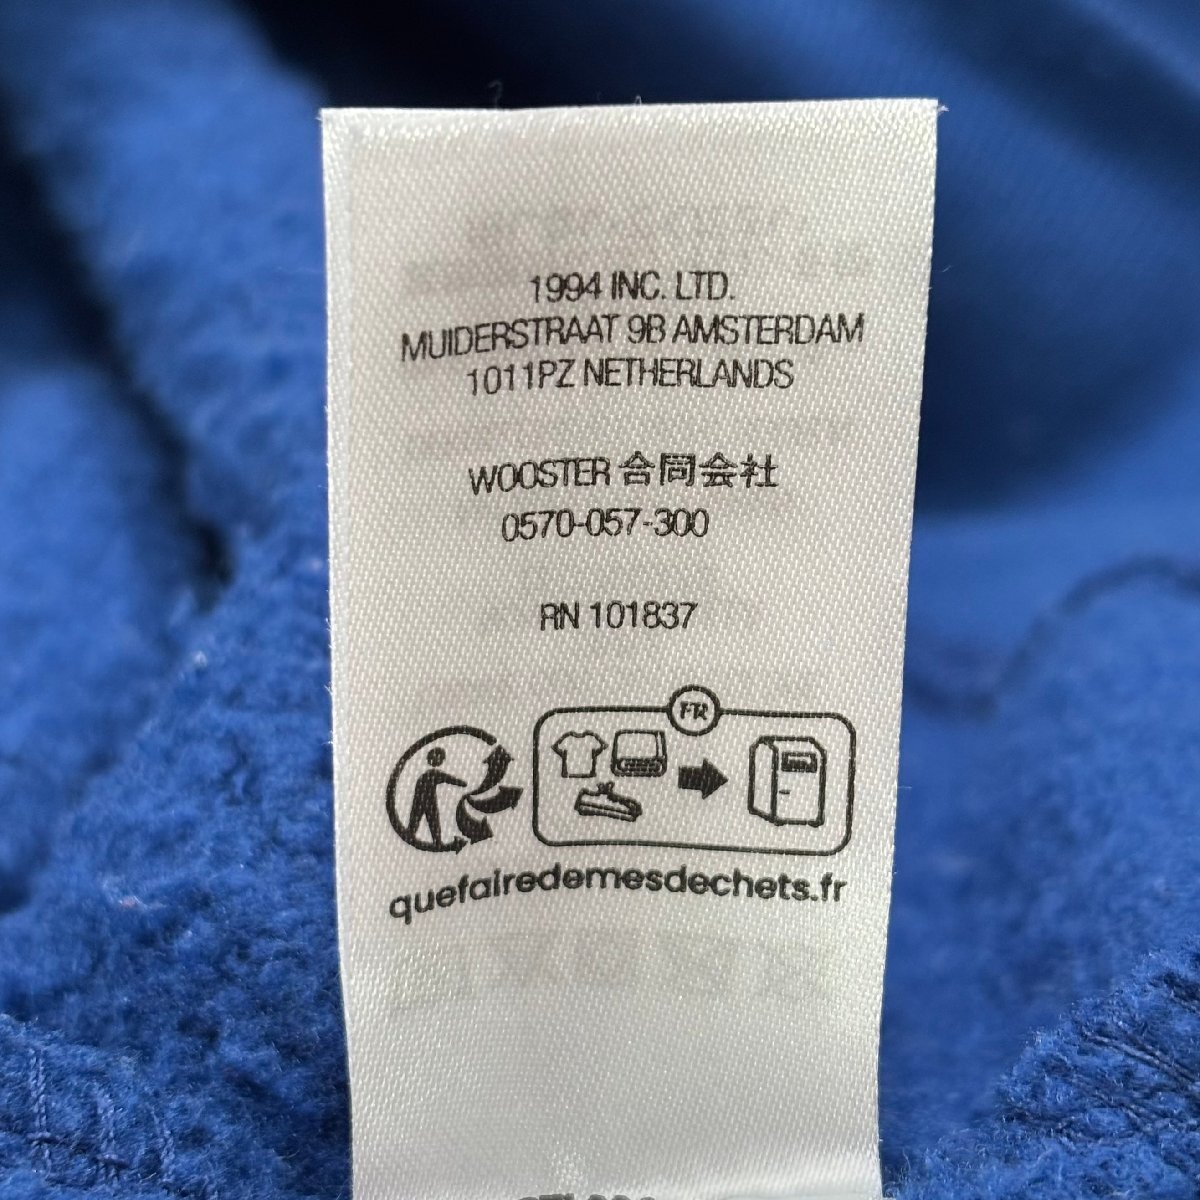 1994 INC. LTD.
MUIDERSTRAAT 9B AMSTERDAM
1011PZ NETHERLANDS
WOOSTER 合同会社
0570-057-300
RN 101837
FR
quefairedemesdechets.fr